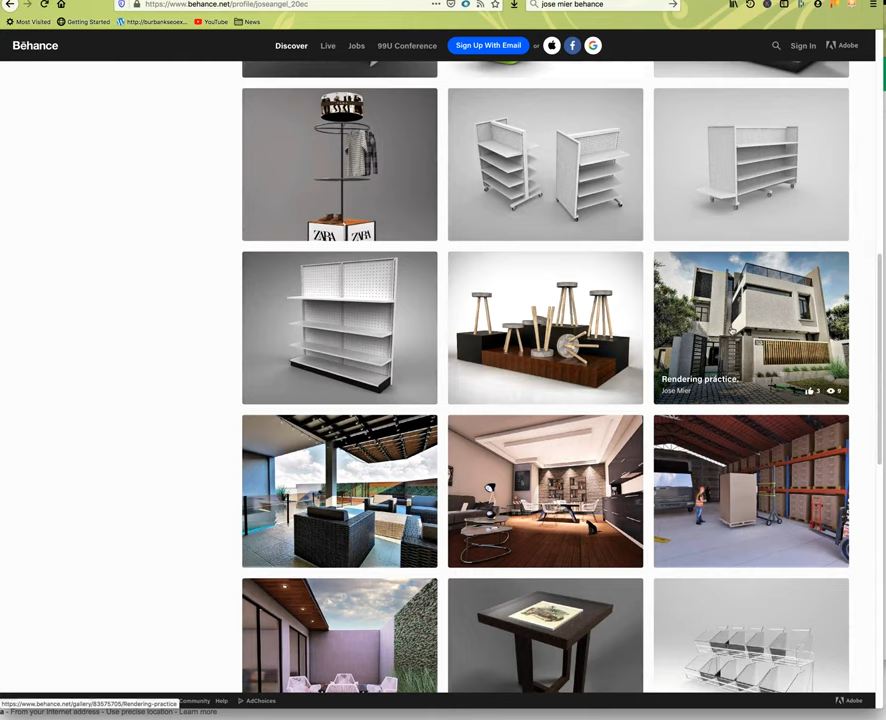 https://www.behance.net/profile/joseangel_20ec
jose mier behance
Most Visited
Getting Started
http://burbankseoex...
YouTube
News
Bēhance
Discover
Live
Jobs
99U Conference
Sign Up With Email
or
Sign In
Adobe
ZARA
ZARA
Rendering práctice.
Jose Mier
3
9
https://www.behance.net/gallery/83575705/Rendering-practice
Community
Help
AdChoices
Adobe
a - From your Internet address - Use precise location - Learn more